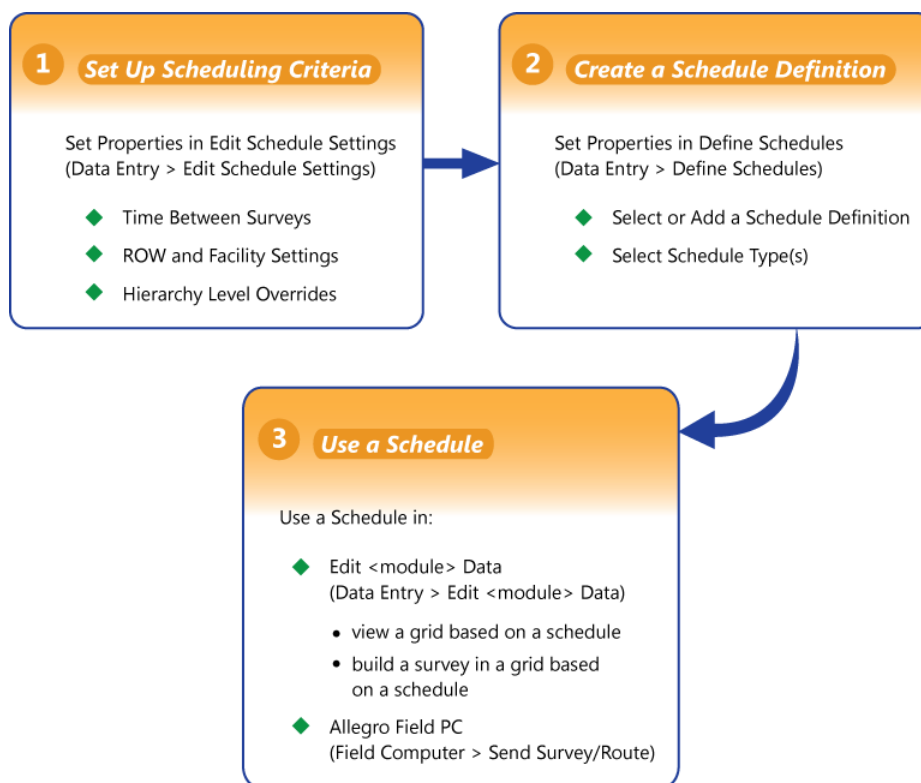 1 Set Up Scheduling Criteria
Set Properties in Edit Schedule Settings
(Data Entry > Edit Schedule Settings)
Time Between Surveys
ROW and Facility Settings
Hierarchy Level Overrides
2 Create a Schedule Definition
Set Properties in Define Schedules
(Data Entry > Define Schedules)
Select or Add a Schedule Definition
Select Schedule Type(s)
3 Use a Schedule
Use a Schedule in:
Edit <module> Data
(Data Entry > Edit <module> Data)
• view a grid based on a schedule
• build a survey in a grid based
on a schedule
Allegro Field PC
(Field Computer > Send Survey/Route)